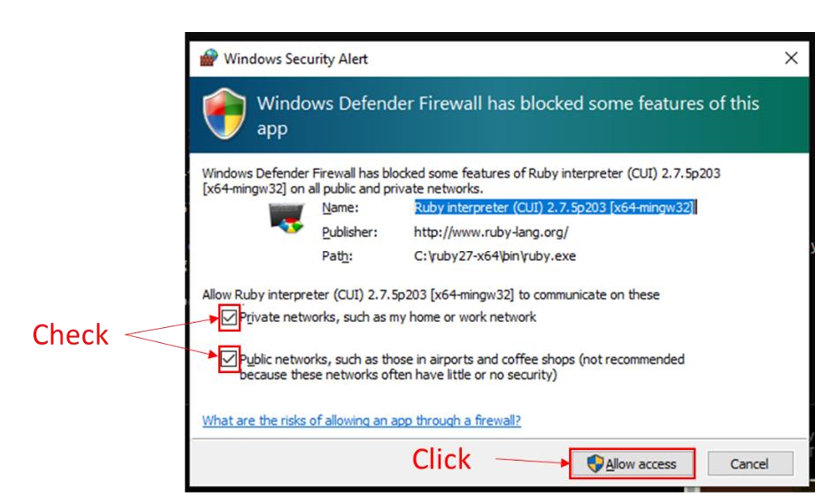 Windows Security Alert
Windows Defender Firewall has blocked some features of this
app
Windows Defender Firewall has blocked some features of Ruby interpreter (CUI) 2.7.5p203
[x64-mingw32] on all public and private networks.
Name: Ruby interpreter (CUI) 2.7.5p203 [x64-mingw32]
Publisher: http://www.ruby-lang.org/
Path: C:\ruby27-x64\bin\ruby.exe
Allow Ruby interpreter (CUI) 2.7.5p203 [x64-mingw32] to communicate on these
Private networks, such as my home or work network
Check
Public networks, such as those in airports and coffee shops (not recommended
because these networks often have little or no security)
What are the risks of allowing an app through a firewall?
Click
Allow access
Cancel